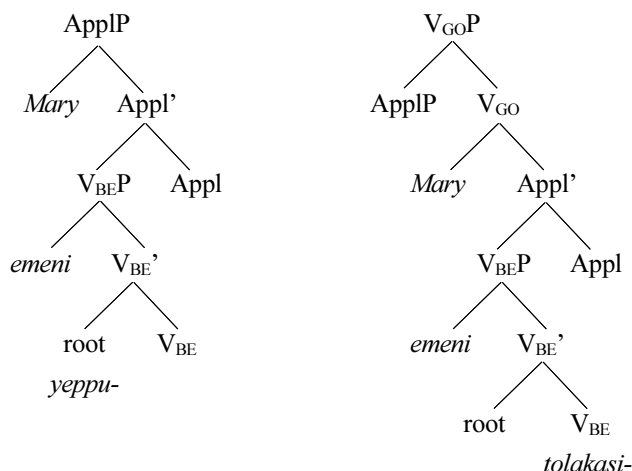 ApplP V_GOP
Mary Appl’ ApplP V_GO
V_BEP Appl Mary Appl’
emeni V_BE’ V_BEP Appl
root V_BE emeni V_BE’
yeppu- root V_BE
tolakasi-